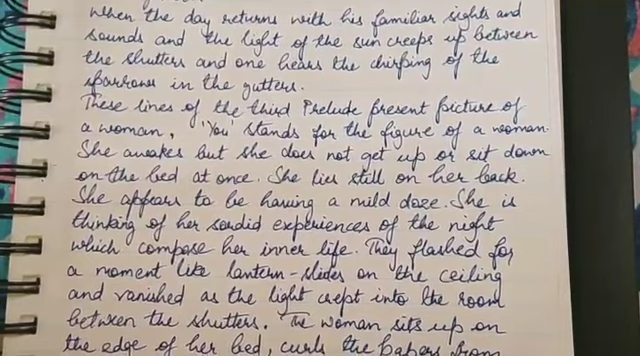 when the day returns with his familiar sights and
sounds and the light of the sun creeps up between
the shutters and one hears the chirping of the
sparrows in the gutters.
These lines of the third Prelude present picture of
a woman, 'You' stands for the figure of a woman.
She awakes but she does not get up or sit down
on the bed at once. She lies still on her back.
She appears to be having a mild doze. She is
thinking of her sordid experiences of the night
which compose her inner life. They flashed for
a moment like lantern-slides on the ceiling
and vanished as the light crept into the room
between the shutters. The woman sits up on
the edge of her bed, curls the papers from